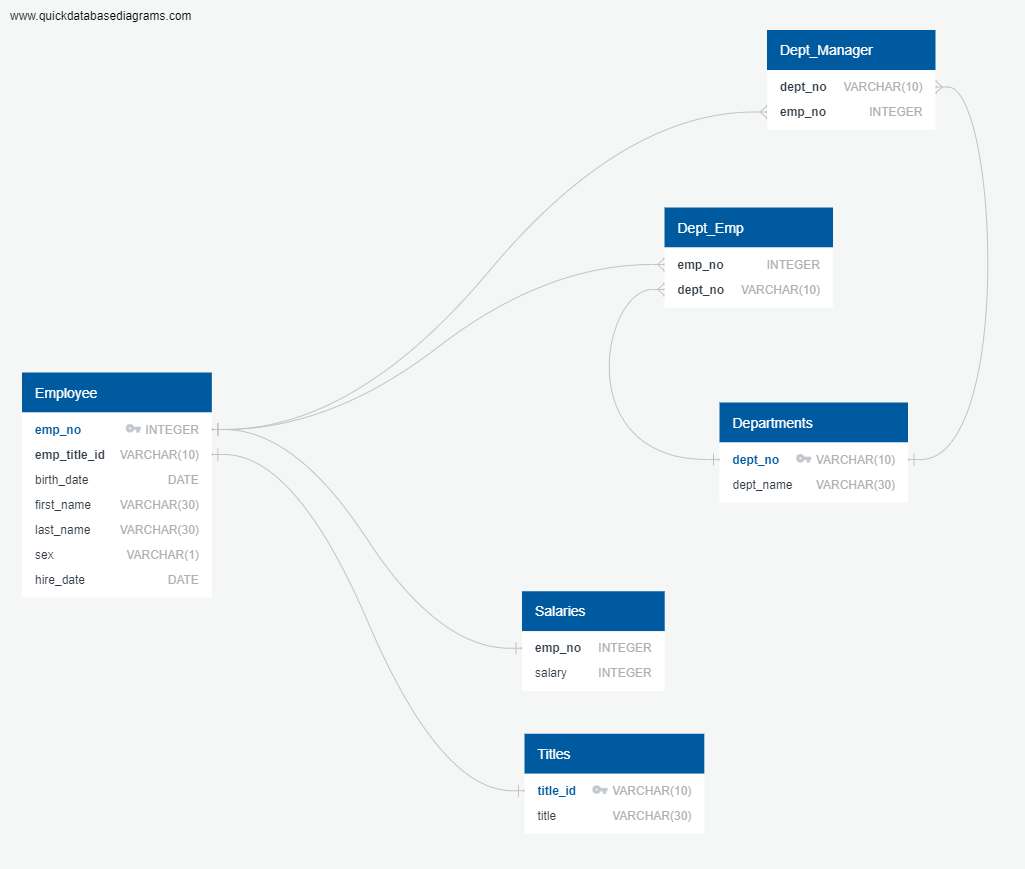 www.quickdatabasediagrams.com
Dept_Manager
dept_no VARCHAR(10)
emp_no INTEGER
Dept_Emp
emp_no INTEGER
dept_no VARCHAR(10)
Employee
emp_no INTEGER
emp_title_id VARCHAR(10)
birth_date DATE
first_name VARCHAR(30)
last_name VARCHAR(30)
sex VARCHAR(1)
hire_date DATE
Departments
dept_no VARCHAR(10)
dept_name VARCHAR(30)
Salaries
emp_no INTEGER
salary INTEGER
Titles
title_id VARCHAR(10)
title VARCHAR(30)